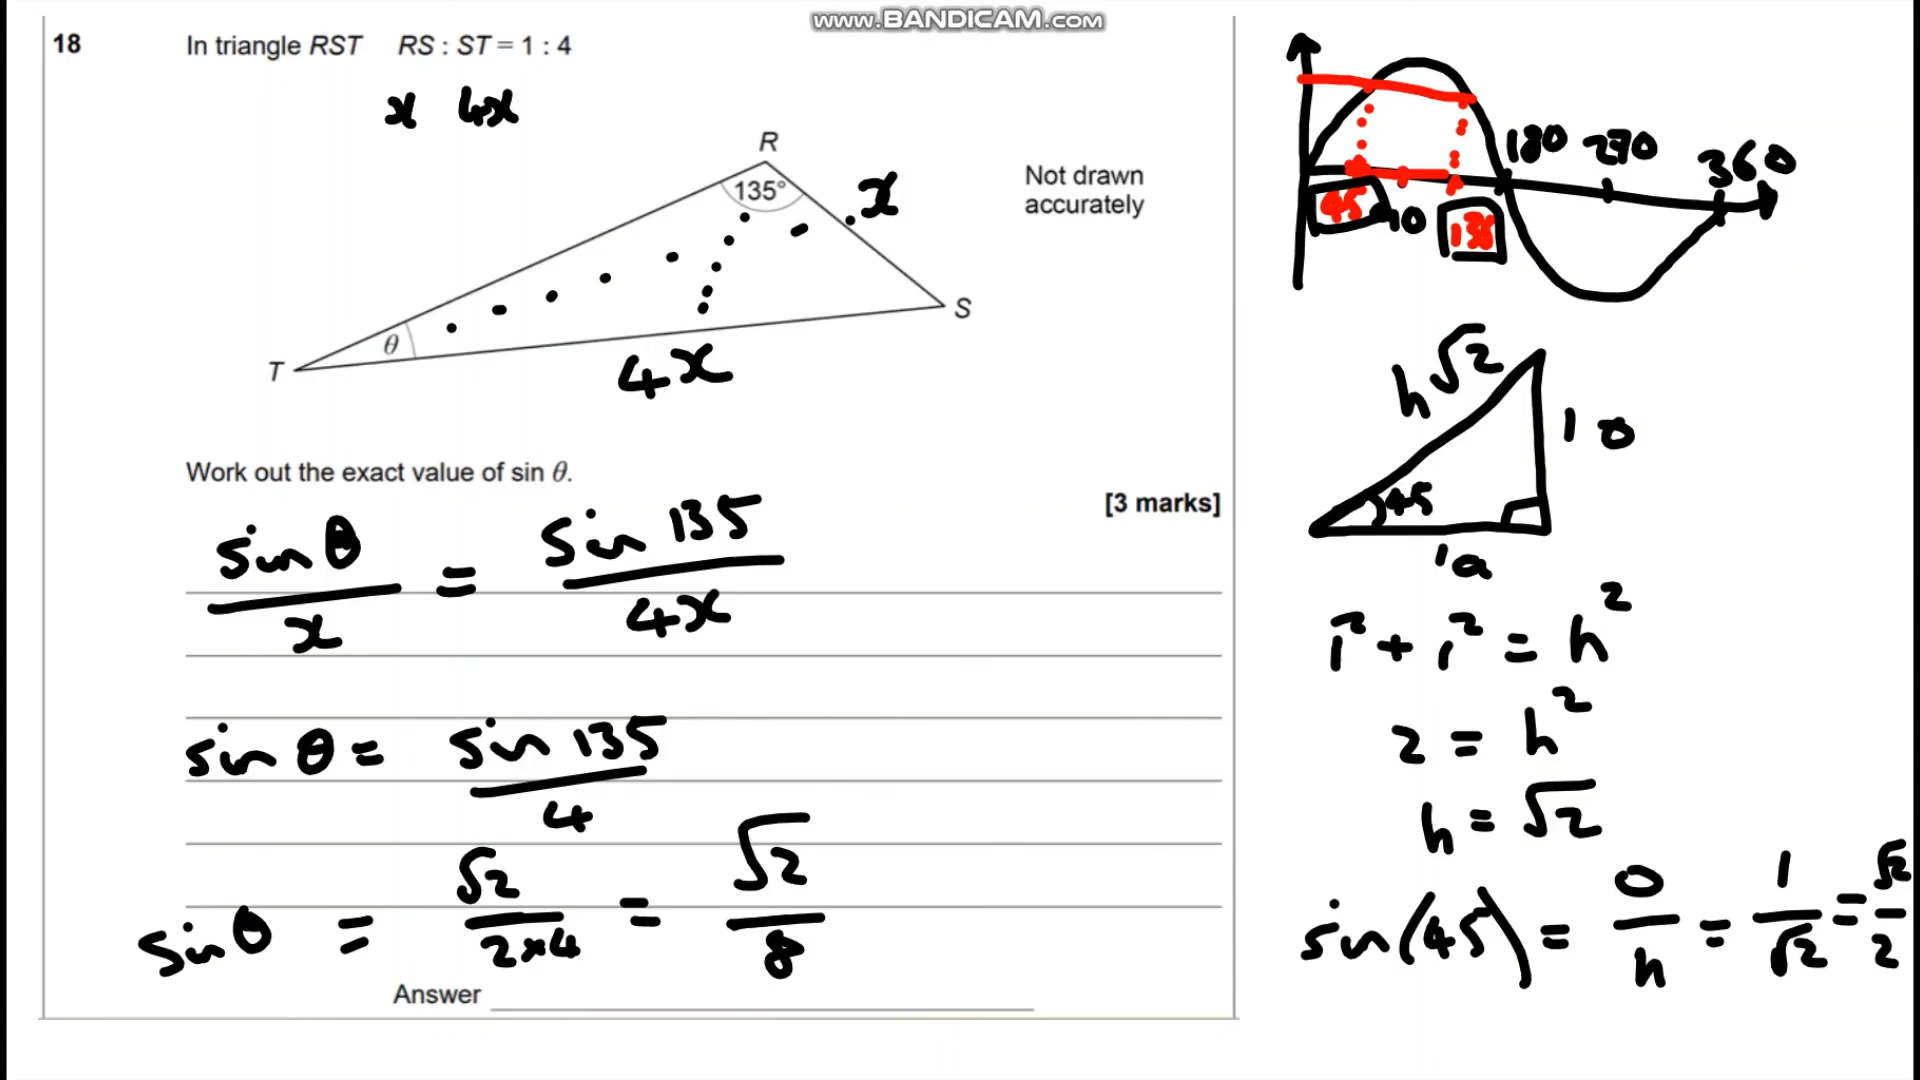 www.BANDICAM.com
18 In triangle RST RS : ST = 1 : 4
x 4x
R
135°
x
Not drawn
accurately
S
θ
T
4x
Work out the exact value of sin θ.
[3 marks]
sin θ / x = sin 135 / 4x
sin θ = sin 135 / 4
sin θ = √2 / 2×4 = √2 / 8
Answer
180 270 360
45 90 135
h √2
1 o
45
1 a
1² + 1² = h²
2 = h²
h = √2
sin(45) = o / h = 1 / √2 = √2 / 2